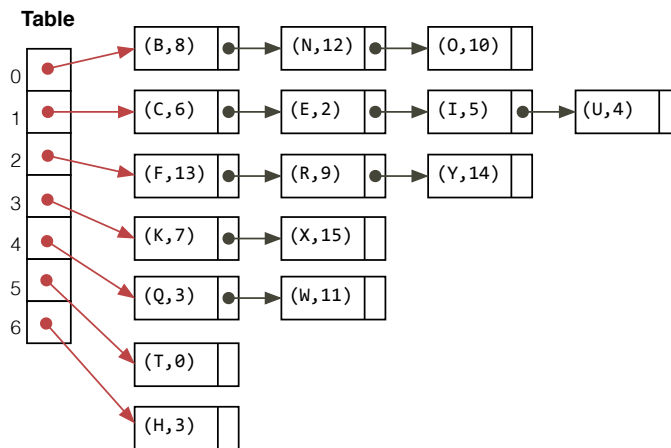 Table
0 (B,8) (N,12) (O,10)
1 (C,6) (E,2) (I,5) (U,4)
2 (F,13) (R,9) (Y,14)
3 (K,7) (X,15)
4 (Q,3) (W,11)
5 (T,0)
6 (H,3)